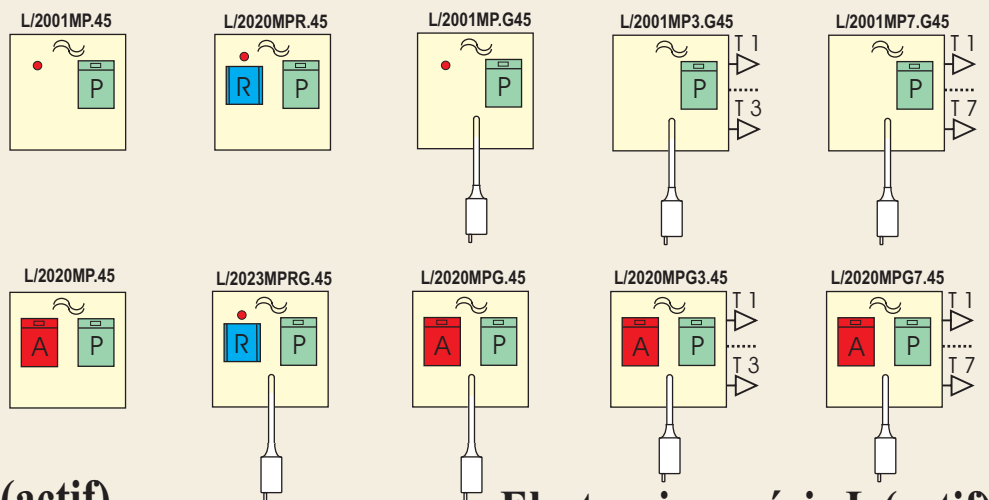 L/2001MP.45 L/2020MPR.45 L/2001MP.G45 L/2001MP3.G45 L/2001MP7.G45
R P P P P P
T 1 T 1
T 3 T 7
L/2020MP.45 L/2023MPRG.45 L/2020MPG.45 L/2020MPG3.45 L/2020MPG7.45
A P R P A P A P A P
T 1 T 1
T 3 T 7
(actif)